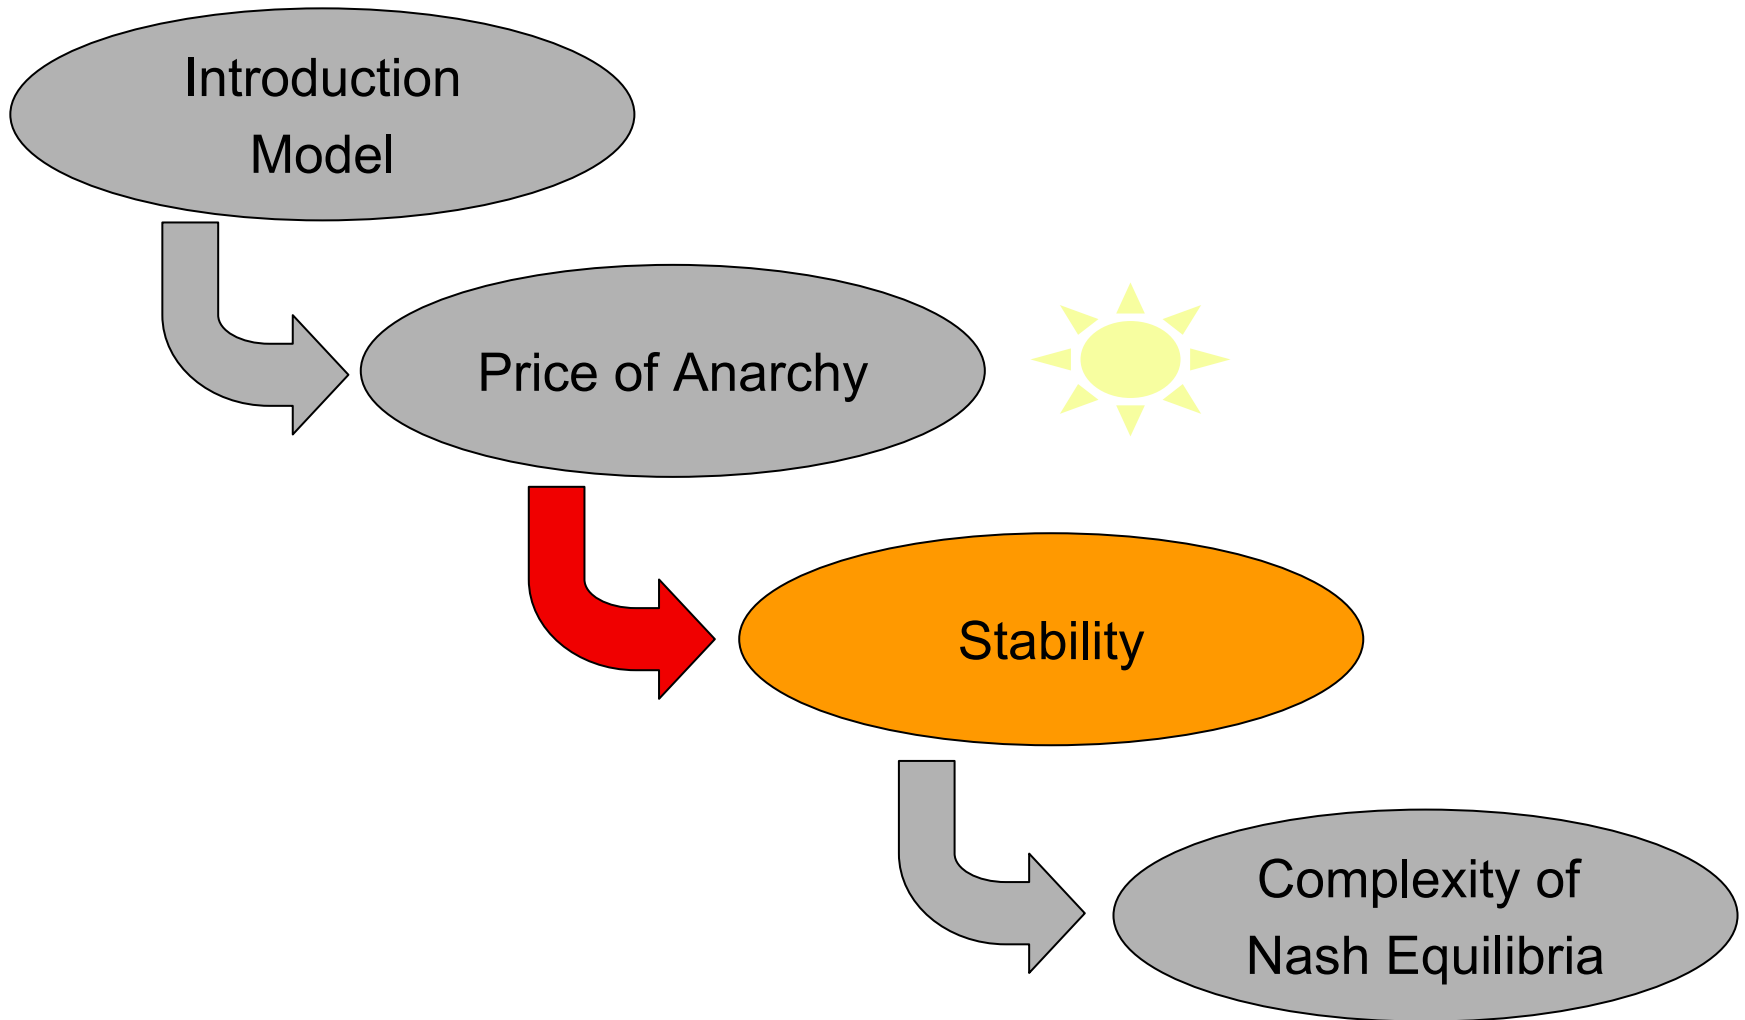 Introduction
Model
Price of Anarchy
Stability
Complexity of
Nash Equilibria